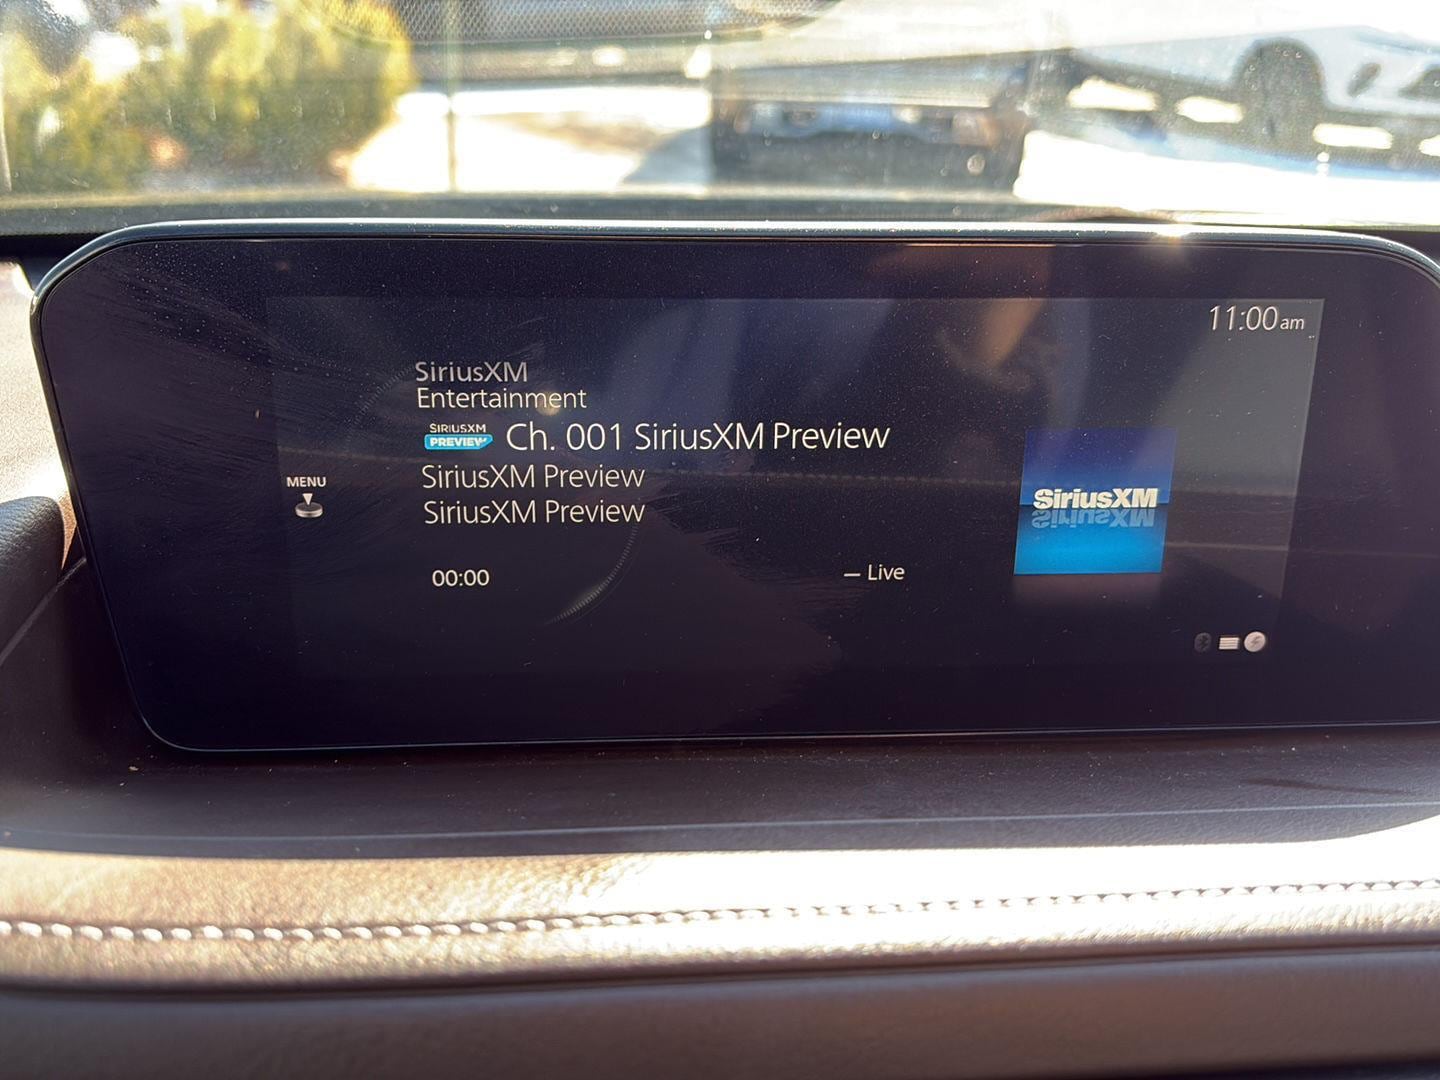 11:00am
SiriusXM
Entertainment
SIRIUSXM
PREVIEW
Ch. 001 SiriusXM Preview
SiriusXM Preview
SiriusXM Preview
MENU
SiriusXM
SiriusXM
00:00
– Live